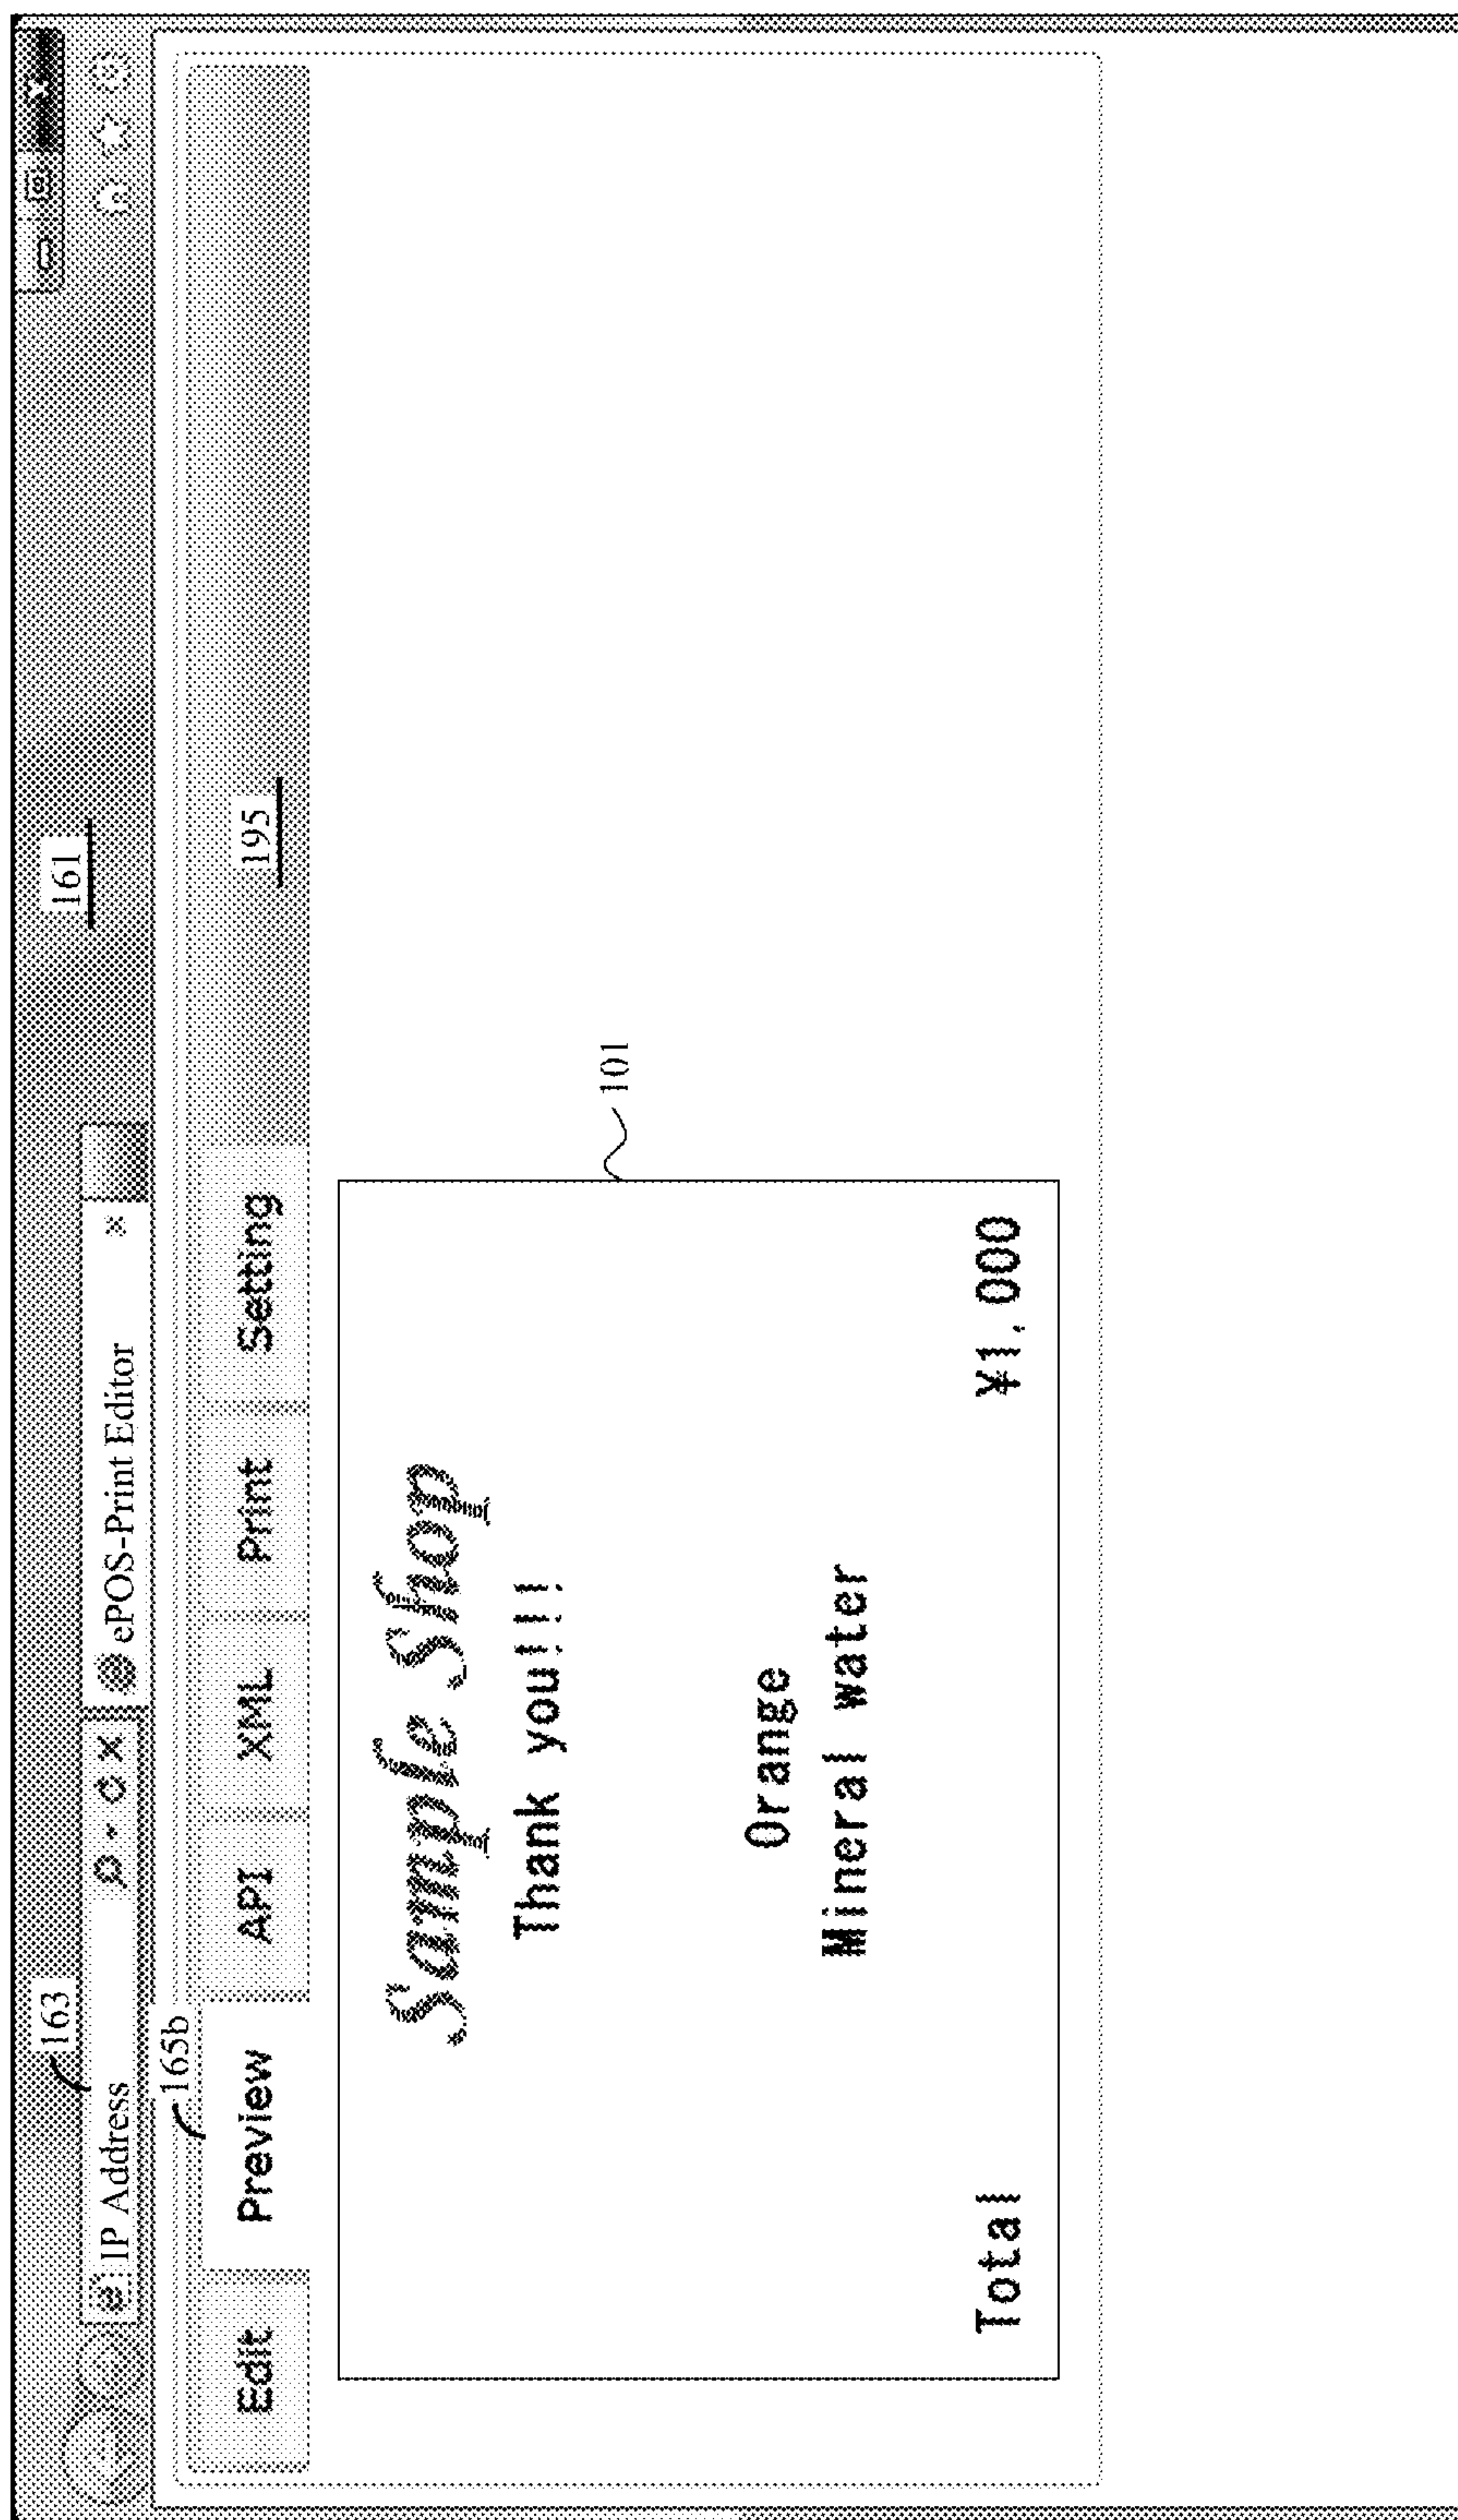 161
163
IP Address
ePOS-Print Editor
165b
195
Edit Preview API XML Print Setting
101
Sample Shop
Thank you!!!!
Orange
Mineral water
Total ¥1,000